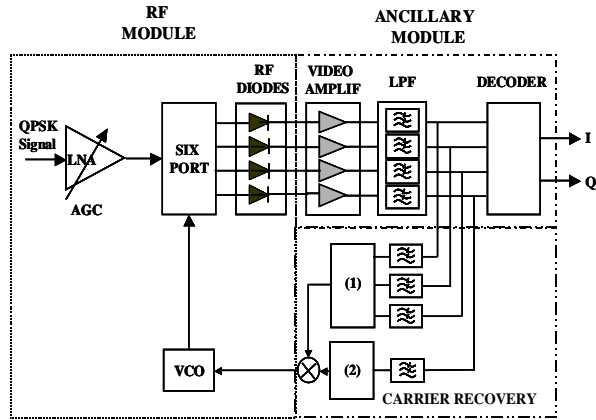 RF
MODULE
ANCILLARY
MODULE
RF
DIODES
VIDEO
AMPLIF
LPF
DECODER
QPSK
Signal
LNA
AGC
SIX
PORT
I
Q
(1)
(2)
VCO
CARRIER RECOVERY